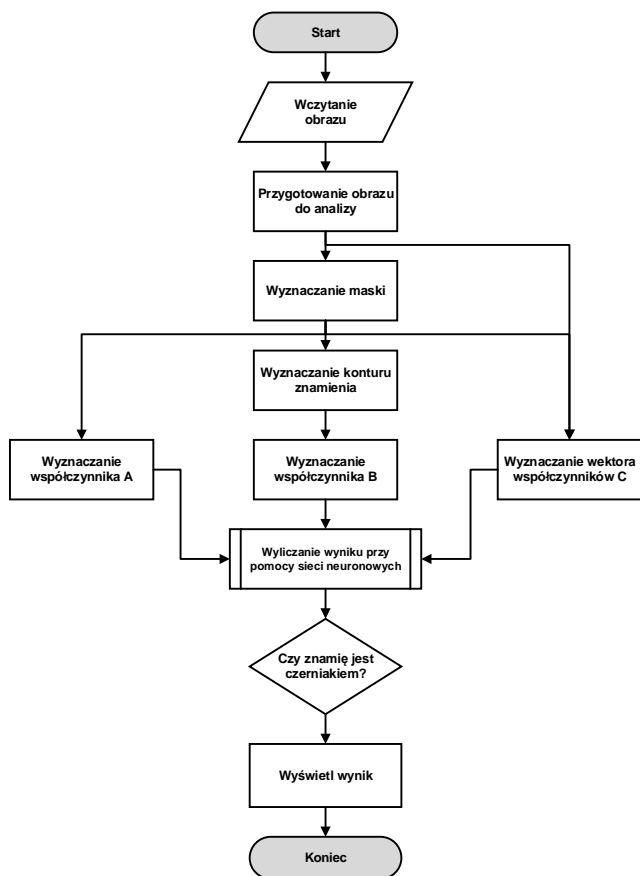 Start
Wczytanie
obrazu
Przygotowanie obrazu
do analizy
Wyznaczanie maski
Wyznaczanie konturu
znamienia
Wyznaczanie
współczynnika A
Wyznaczanie
współczynnika B
Wyznaczanie wektora
współczynników C
Wyliczanie wyniku przy
pomocy sieci neuronowych
Czy znamię jest
czerniakiem?
Wyświetl wynik
Koniec